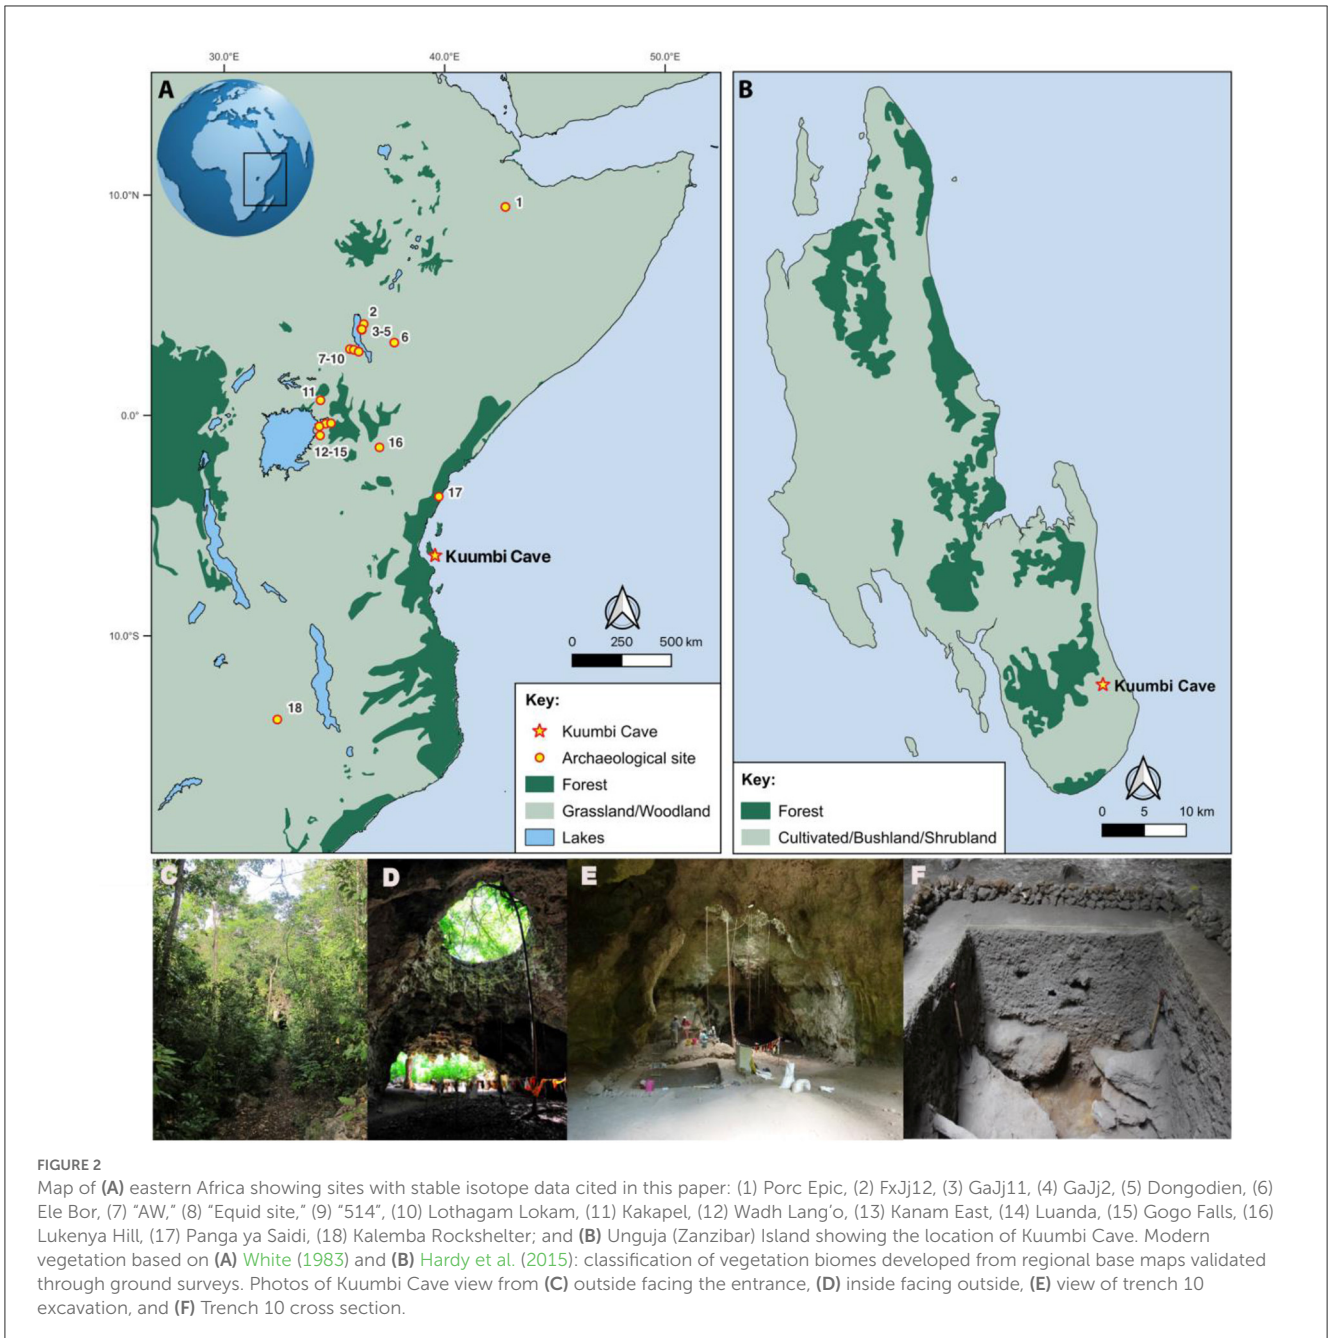 30.0°E 40.0°E 50.0°E
A
B
10.0°N
1
2
3-5
6
7-10
11
0.0°
12-15
16
17
Kuumbi Cave
10.0°S
0 250 500 km
18
Key:
Kuumbi Cave
Archaeological site
Forest
Grassland/Woodland
Lakes
Kuumbi Cave
Key:
Forest
Cultivated/Bushland/Shrubland
0 5 10 km
C
D
E
F
FIGURE 2
Map of (A) eastern Africa showing sites with stable isotope data cited in this paper: (1) Porc Epic, (2) FxJj12, (3) GaJj11, (4) GaJj2, (5) Dongodien, (6)
Ele Bor, (7) “AW,” (8) “Equid site,” (9) “514”, (10) Lothagam Lokam, (11) Kakapel, (12) Wadh Lang’o, (13) Kanam East, (14) Luanda, (15) Gogo Falls, (16)
Lukenya Hill, (17) Panga ya Saidi, (18) Kalemba Rockshelter; and (B) Unguja (Zanzibar) Island showing the location of Kuumbi Cave. Modern
vegetation based on (A) White (1983) and (B) Hardy et al. (2015): classification of vegetation biomes developed from regional base maps validated
through ground surveys. Photos of Kuumbi Cave view from (C) outside facing the entrance, (D) inside facing outside, (E) view of trench 10
excavation, and (F) Trench 10 cross section.